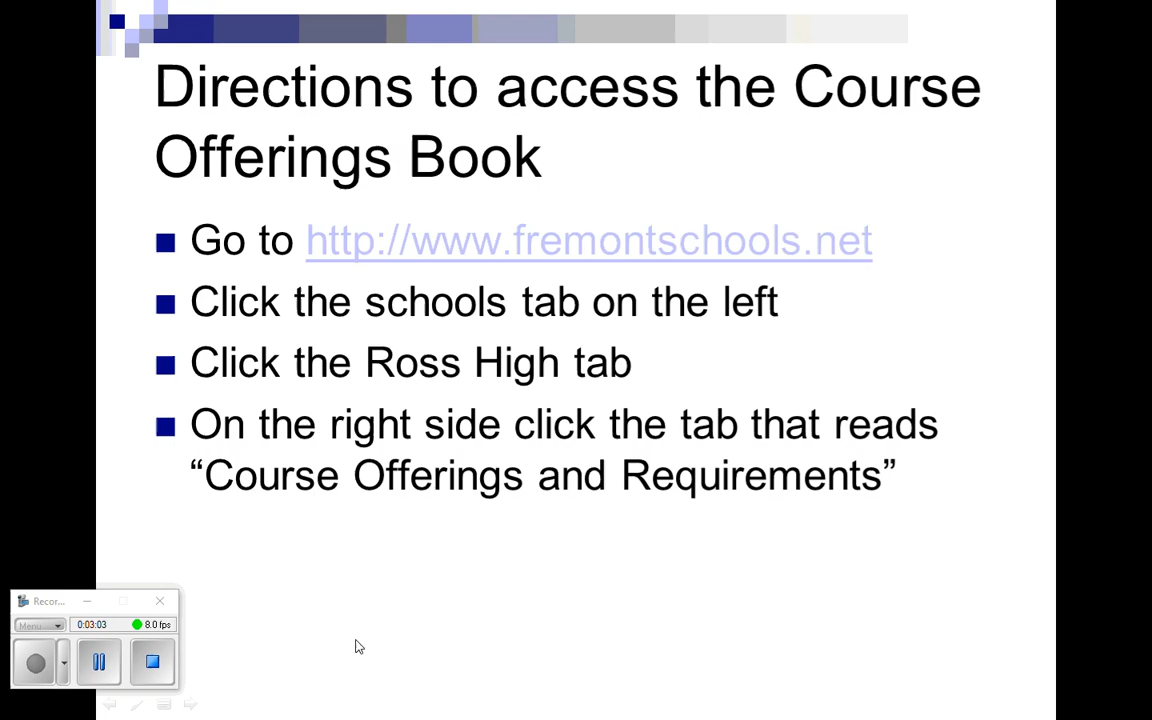 Directions to access the Course
Offerings Book
Go to http://www.fremontschools.net
Click the schools tab on the left
Click the Ross High tab
On the right side click the tab that reads
“Course Offerings and Requirements”
Recor...
Menu
0:03:03
8.0 fps